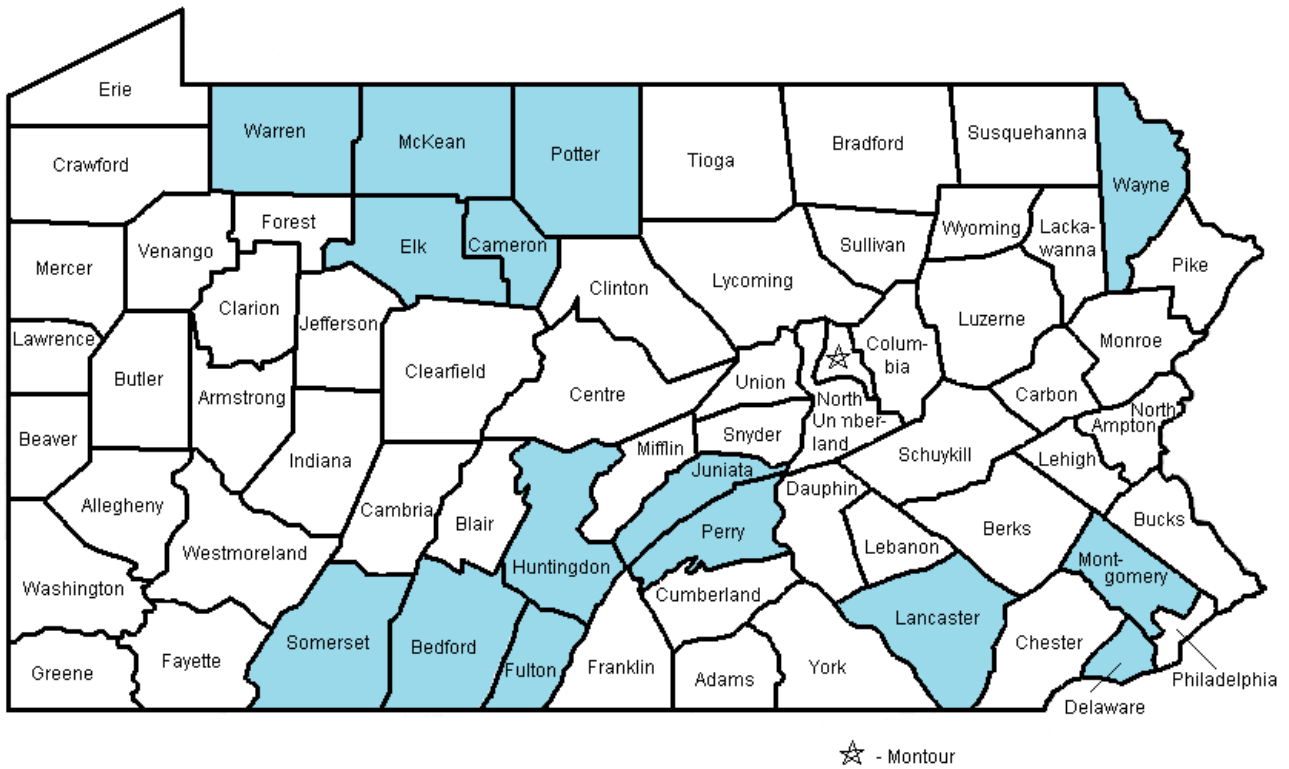 Erie
Warren
McKean
Potter
Tioga
Bradford
Susquehanna
Wayne
Crawford
Forest
Elk
Cameron
Venango
Mercer
Clarion
Jefferson
Clinton
Lycoming
Sullivan
Wyoming
Lacka-
wanna
Pike
Lawrence
Butler
Armstrong
Clearfield
Centre
Union
Colum-
bia
Luzerne
Monroe
Carbon
Beaver
Indiana
Mifflin
Snyder
North
Umber-
land
Schuykill
North
Ampton
Lehigh
Allegheny
Westmoreland
Cambria
Blair
Huntingdon
Juniata
Perry
Dauphin
Lebanon
Berks
Bucks
Mont-
gomery
Washington
Cumberland
Lancaster
Chester
Greene
Fayette
Somerset
Bedford
Fulton
Franklin
Adams
York
Delaware
Philadelphia
- Montour